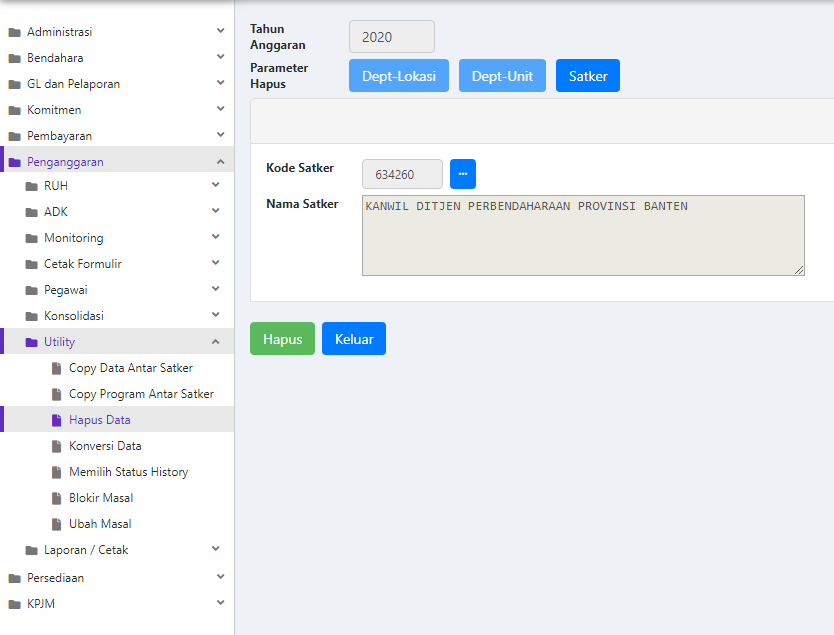 Administrasi
Bendahara
GL dan Pelaporan
Komitmen
Pembayaran
Penganggaran
RUH
ADK
Monitoring
Cetak Formulir
Pegawai
Konsolidasi
Utility
Copy Data Antar Satker
Copy Program Antar Satker
Hapus Data
Konversi Data
Memilih Status History
Blokir Masal
Ubah Masal
Laporan / Cetak
Persediaan
KPJM
Tahun
Anggaran
2020
Parameter
Hapus
Dept-Lokasi Dept-Unit Satker
Kode Satker 634260 ...
Nama Satker KANWIL DITJEN PERBENDAHARAAN PROVINSI BANTEN
Hapus Keluar